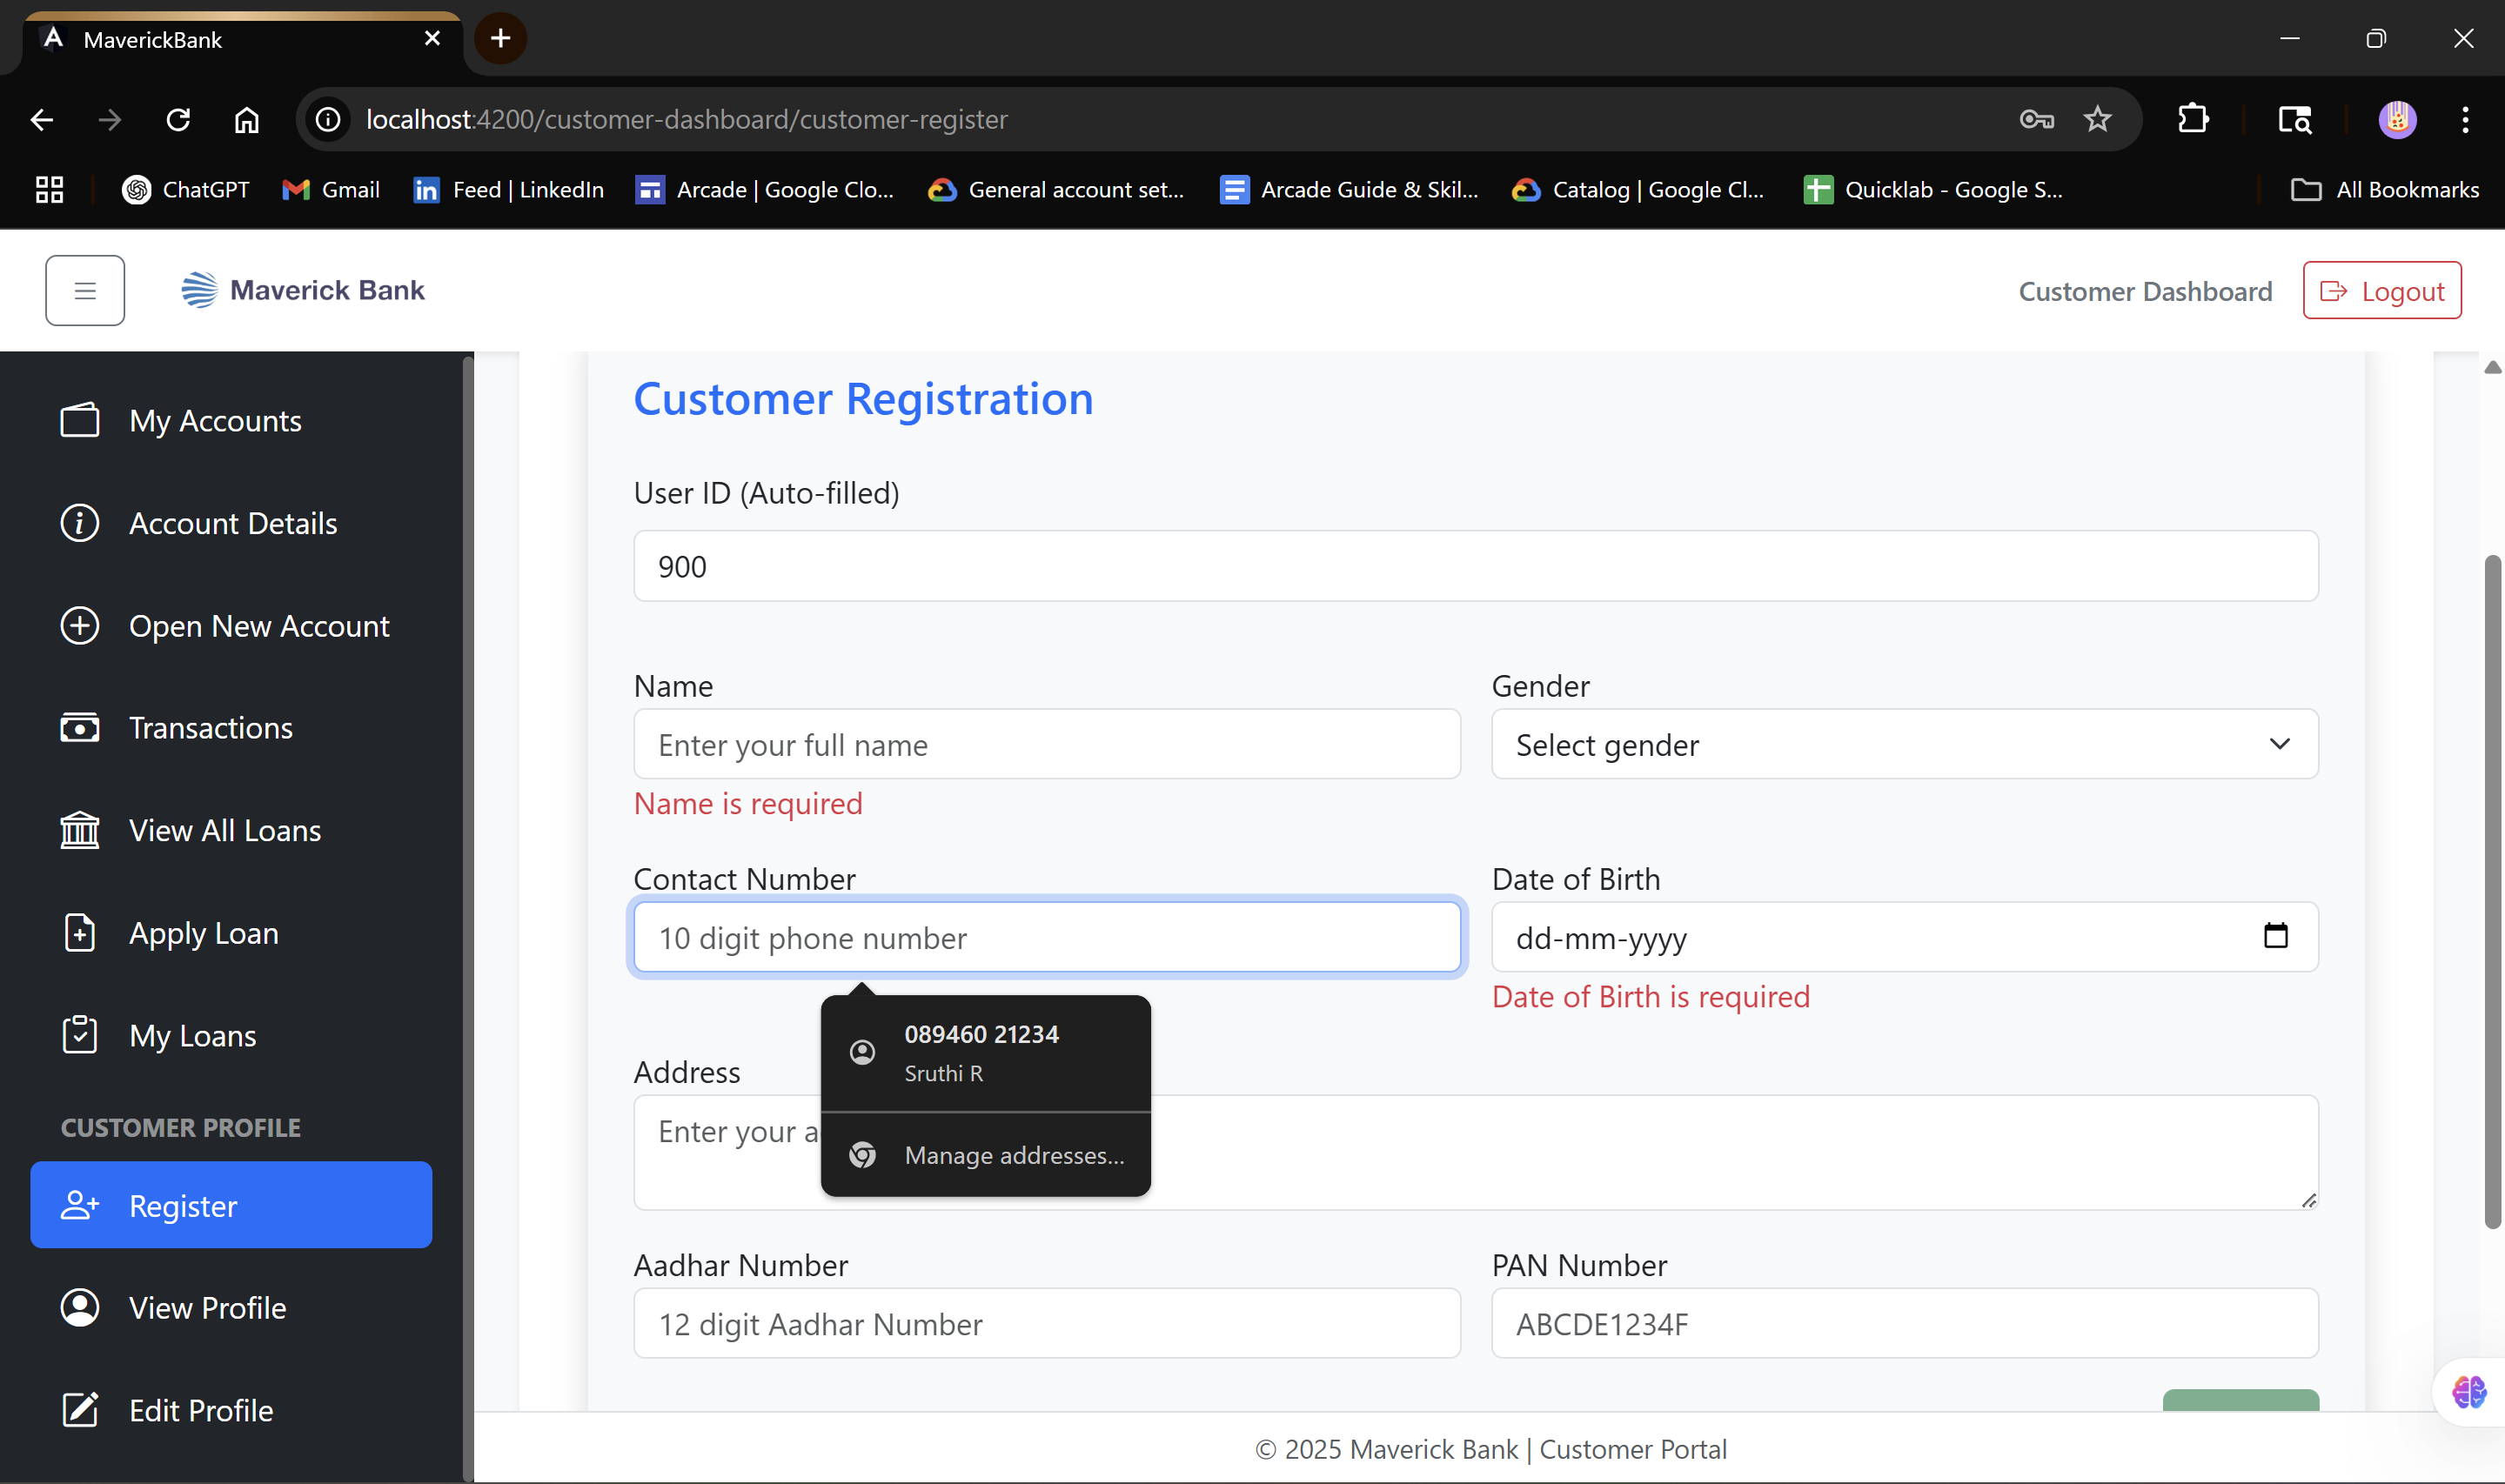 MaverickBank
localhost:4200/customer-dashboard/customer-register
ChatGPT
Gmail
Feed | LinkedIn
Arcade | Google Clo...
General account set...
Arcade Guide & Skil...
Catalog | Google Cl...
Quicklab - Google S...
All Bookmarks
Maverick Bank
Customer Dashboard
Logout
My Accounts
Account Details
Open New Account
Transactions
View All Loans
Apply Loan
My Loans
CUSTOMER PROFILE
Register
View Profile
Edit Profile
Customer Registration
User ID (Auto-filled)
900
Name
Gender
Enter your full name
Select gender
Name is required
Contact Number
Date of Birth
10 digit phone number
dd-mm-yyyy
Date of Birth is required
089460 21234
Sruthi R
Manage addresses...
Address
Enter your a
Aadhar Number
PAN Number
12 digit Aadhar Number
ABCDE1234F
© 2025 Maverick Bank | Customer Portal